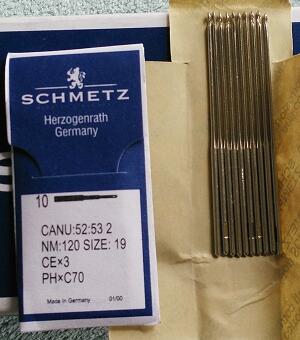 SCHMETZ
Herzogenrath
Germany
10
CANU:52:53 2
NM:120 SIZE: 19
CE×3
PH×C70
Made in Germany 01/00